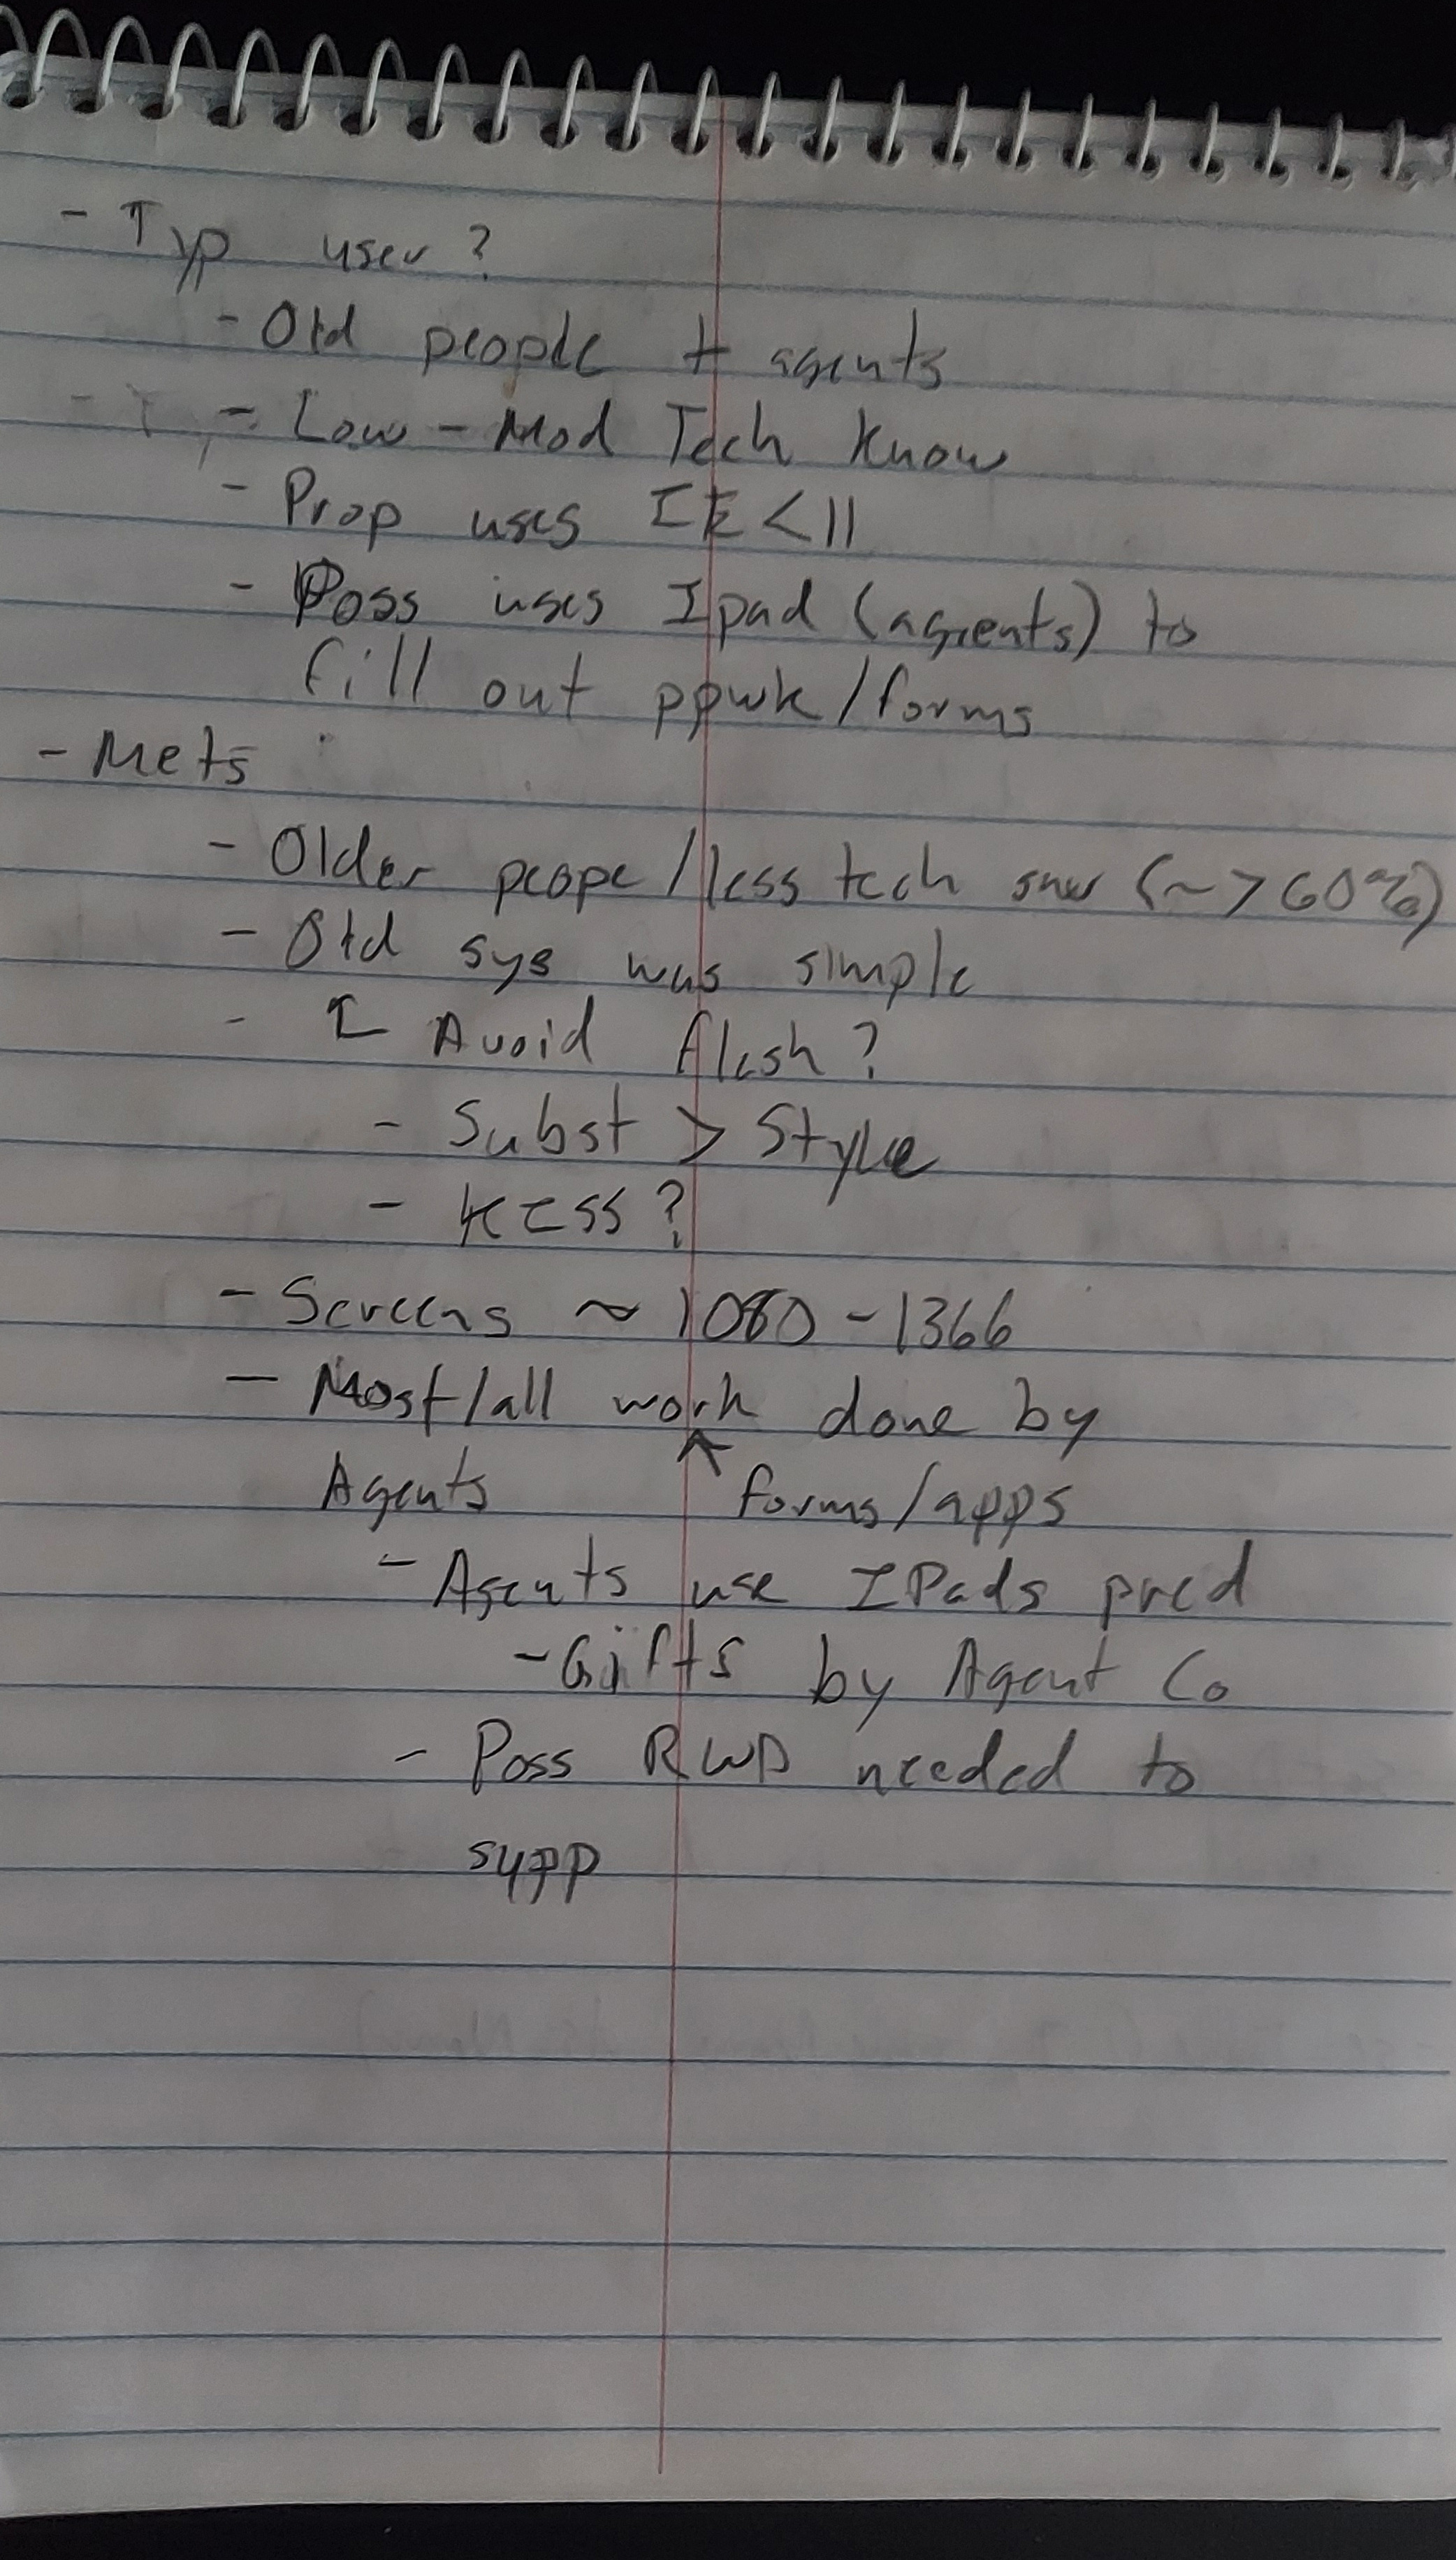 - Typ user?
- Old people + agents
- Low-Mod Tech Know
- Prop uses IE<11
- Poss uses Ipad (agents) to
fill out ppwk/forms
- Mets
- Older peope/less tech (~>60%)
- Old sys was simple
- Avoid flash?
- Subst > Style
- KISS?
- Screens ~ 1080-1366
- Most/all work done by
Agents ^ forms/apps
- Agents use IPads pred
- Gifts by Agent Co
- Poss RWD needed to
supp